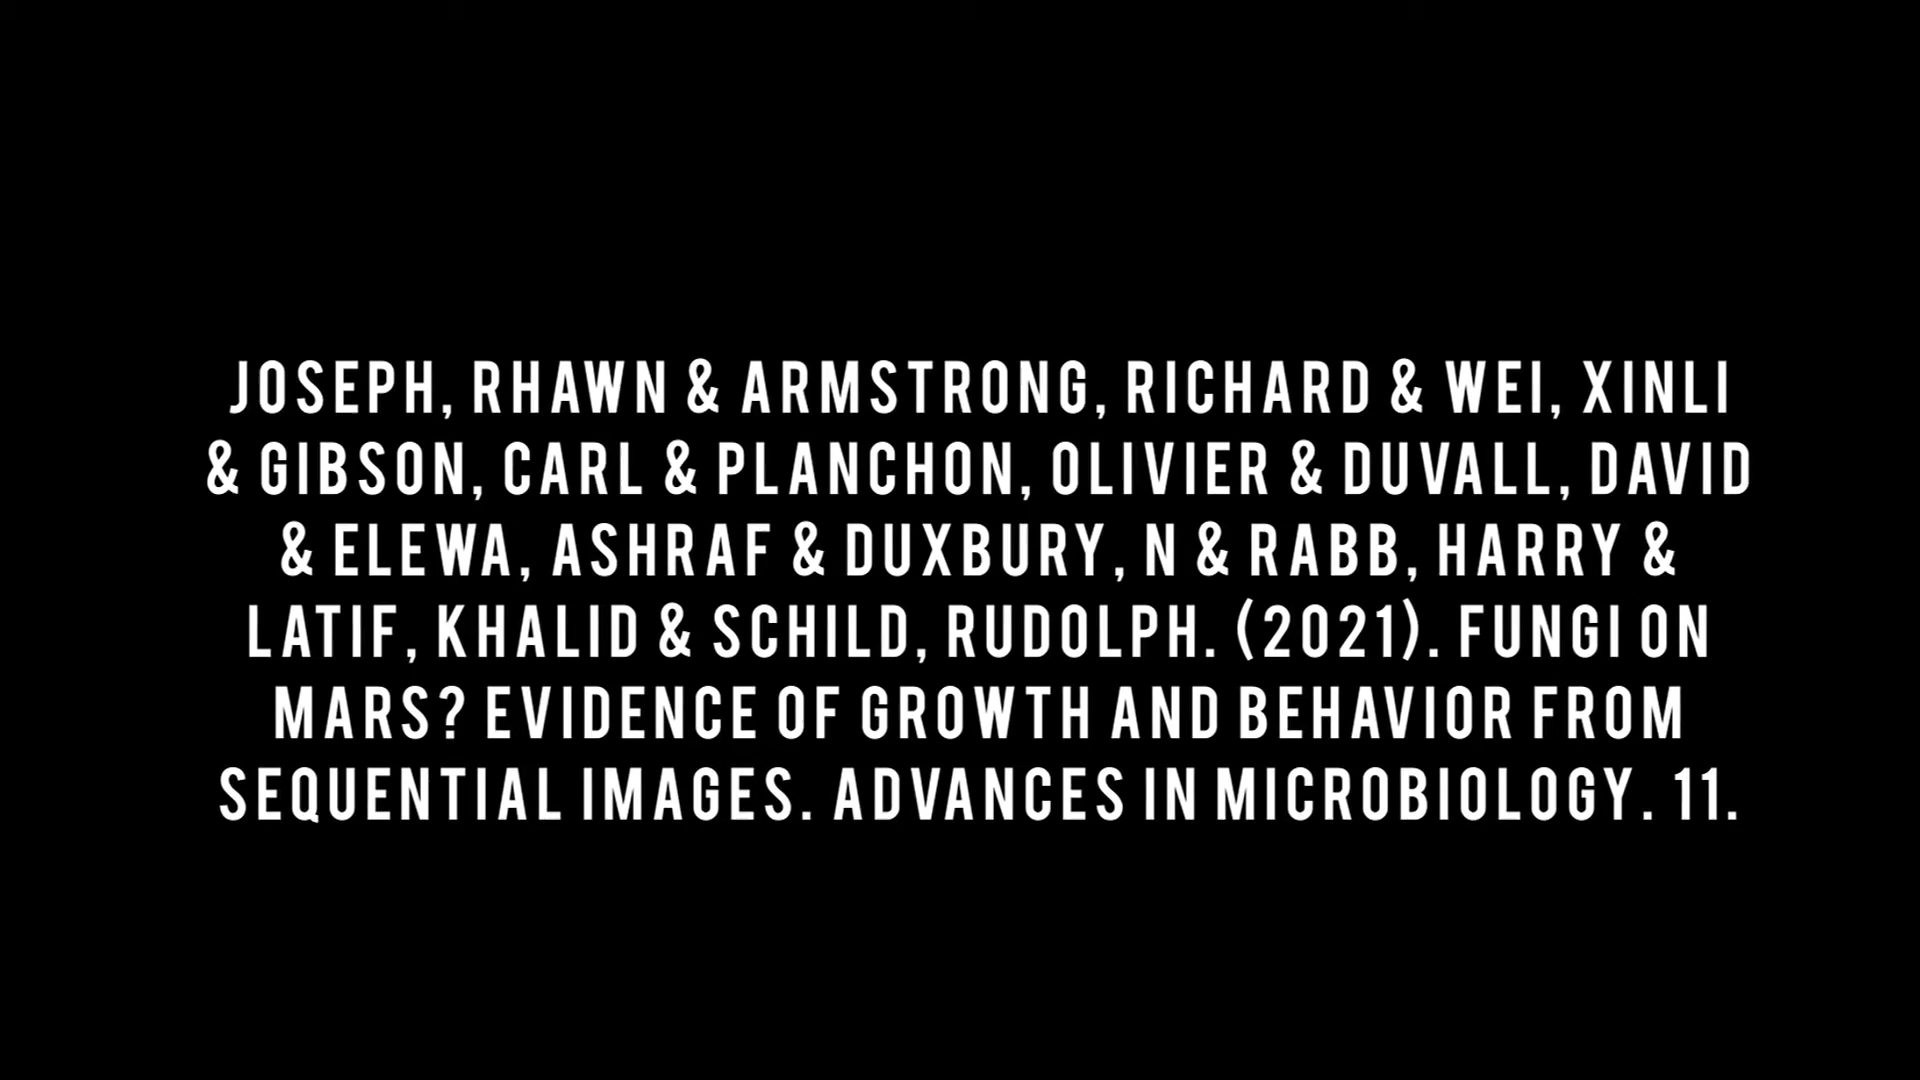 JOSEPH, RHAWN & ARMSTRONG, RICHARD & WEI, XINLI
& GIBSON, CARL & PLANCHON, OLIVIER & DUVALL, DAVID
& ELEWA, ASHRAF & DUXBURY, N & RABB, HARRY &
LATIF, KHALID & SCHILD, RUDOLPH. (2021). FUNGI ON
MARS? EVIDENCE OF GROWTH AND BEHAVIOR FROM
SEQUENTIAL IMAGES. ADVANCES IN MICROBIOLOGY. 11.